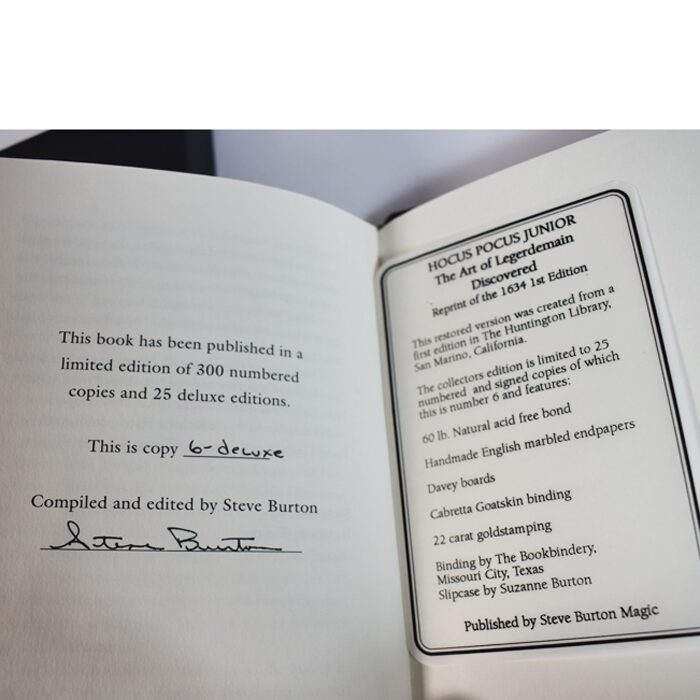 This book has been published in a
limited edition of 300 numbered
copies and 25 deluxe editions.
This is copy 6-deluxe
Compiled and edited by Steve Burton
Steve Burton
HOCUS POCUS JUNIOR
The Art of Legerdemain
Discovered
Reprint of the 1634 1st Edition
This restored version was created from a
first edition in The Huntington Library,
San Marino, California.
The collectors edition is limited to 25
numbered and signed copies of which
this is number 6 and features:
60 lb. Natural acid free bond
Handmade English marbled endpapers
Davey boards
Cabretta Goatskin binding
22 carat goldstamping
Binding by The Bookbindery,
Missouri City, Texas
Slipcase by Suzanne Burton
Published by Steve Burton Magic